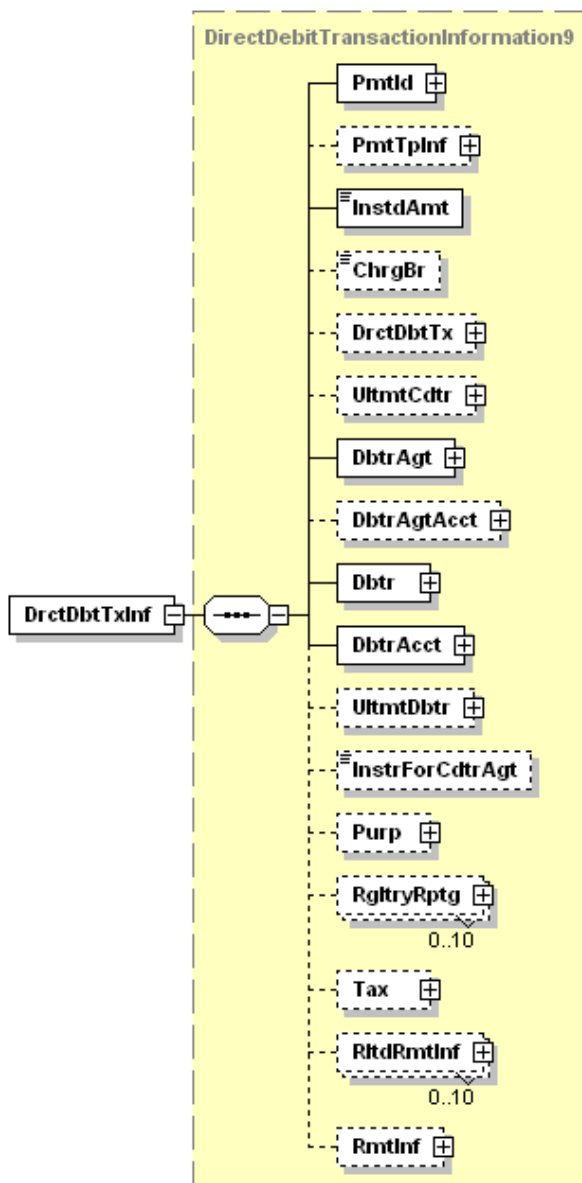 DirectDebitTransactionInformation9
PmtId
PmtTpInf
InstdAmt
ChrgBr
DrctDbtTx
UltmtCdtr
DbtrAgt
DbtrAgtAcct
Dbtr
DrctDbtTxInf
DbtrAcct
UltmtDbtr
InstrForCdtrAgt
Purp
RgltryRptg
0..10
Tax
RltdRmtInf
0..10
RmtInf